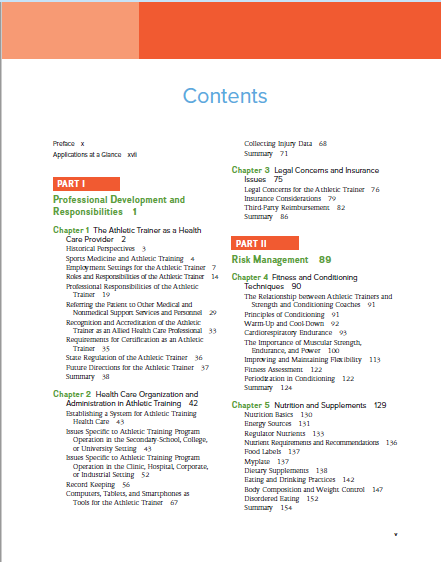 Contents
Preface x
Applications at a Glance xvii
PART I
Professional Development and
Responsibilities 1
Chapter 1 The Athletic Trainer as a Health
Care Provider 2
Historical Perspectives 3
Sports Medicine and Athletic Training 4
Employment Settings for the Athletic Trainer 7
Roles and Responsibilities of the Athletic Trainer 14
Professional Responsibilities of the Athletic
Trainer 19
Referring the Patient to Other Medical and
Nonmedical Support Services and Personnel 29
Recognition and Accreditation of the Athletic
Trainer as an Allied Health Care Professional 33
Requirements for Certification as an Athletic
Trainer 35
State Regulation of the Athletic Trainer 36
Future Directions for the Athletic Trainer 37
Summary 38
Chapter 2 Health Care Organization and
Administration in Athletic Training 42
Establishing a System for Athletic Training
Health Care 43
Issues Specific to Athletic Training Program
Operation in the Secondary-School, College,
or University Setting 43
Issues Specific to Athletic Training Program
Operation in the Clinic, Hospital, Corporate,
or Industrial Setting 52
Record Keeping 56
Computers, Tablets, and Smartphones as
Tools for the Athletic Trainer 67
Collecting Injury Data 68
Summary 71
Chapter 3 Legal Concerns and Insurance
Issues 75
Legal Concerns for the Athletic Trainer 76
Insurance Considerations 79
Third-Party Reimbursement 82
Summary 86
PART II
Risk Management 89
Chapter 4 Fitness and Conditioning
Techniques 90
The Relationship between Athletic Trainers and
Strength and Conditioning Coaches 91
Principles of Conditioning 91
Warm-Up and Cool-Down 92
Cardiorespiratory Endurance 93
The Importance of Muscular Strength,
Endurance, and Power 100
Improving and Maintaining Flexibility 113
Fitness Assessment 122
Periodization in Conditioning 122
Summary 124
Chapter 5 Nutrition and Supplements 129
Nutrition Basics 130
Energy Sources 131
Regulator Nutrients 133
Nutrient Requirements and Recommendations 136
Food Labels 137
Myplate 137
Dietary Supplements 138
Eating and Drinking Practices 142
Body Composition and Weight Control 147
Disordered Eating 152
Summary 154
v